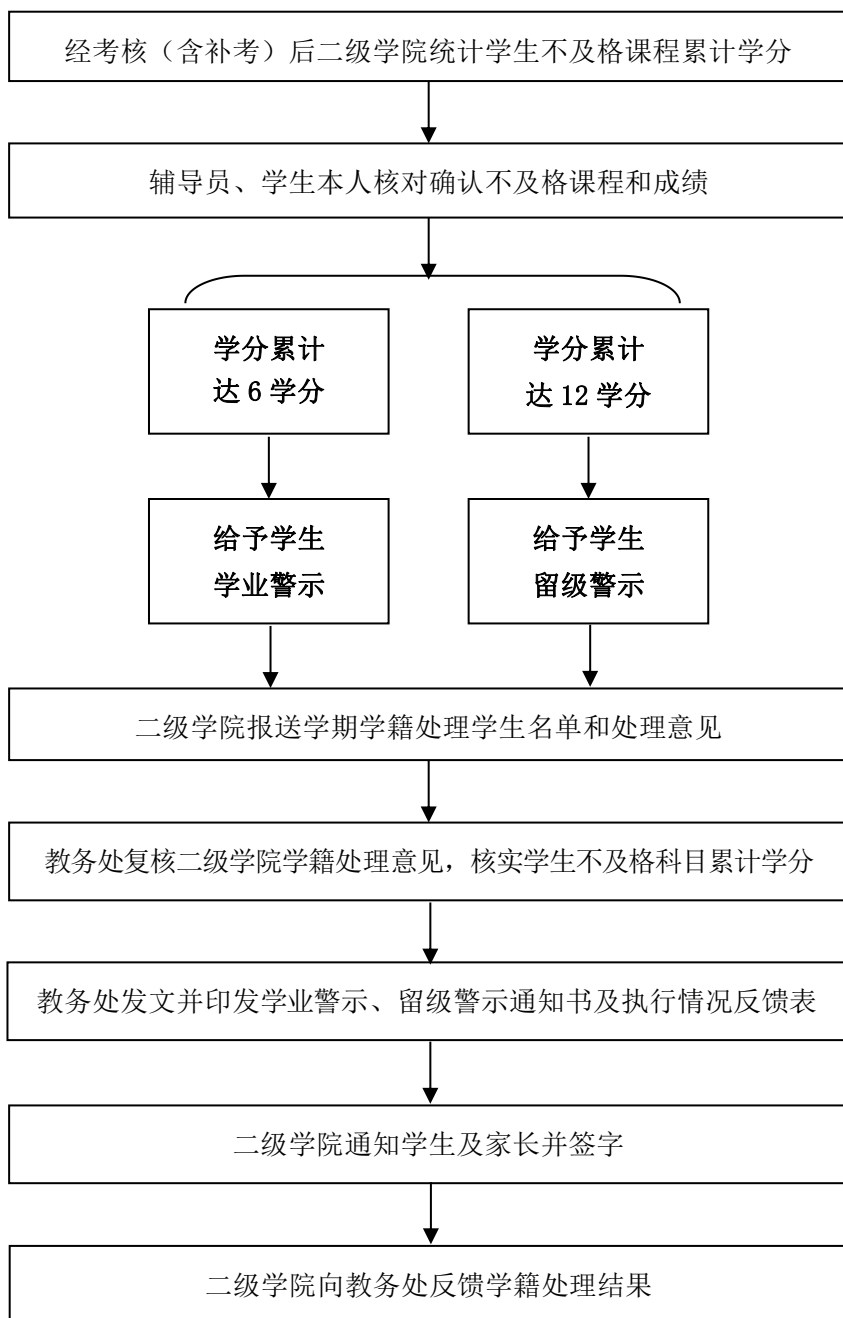 经考核（含补考）后二级学院统计学生不及格课程累计学分
辅导员、学生本人核对确认不及格课程和成绩
学分累计
达 6 学分
学分累计
达 12 学分
给予学生
学业警示
给予学生
留级警示
二级学院报送学期学籍处理学生名单和处理意见
教务处复核二级学院学籍处理意见，核实学生不及格科目累计学分
教务处发文并印发学业警示、留级警示通知书及执行情况反馈表
二级学院通知学生及家长并签字
二级学院向教务处反馈学籍处理结果